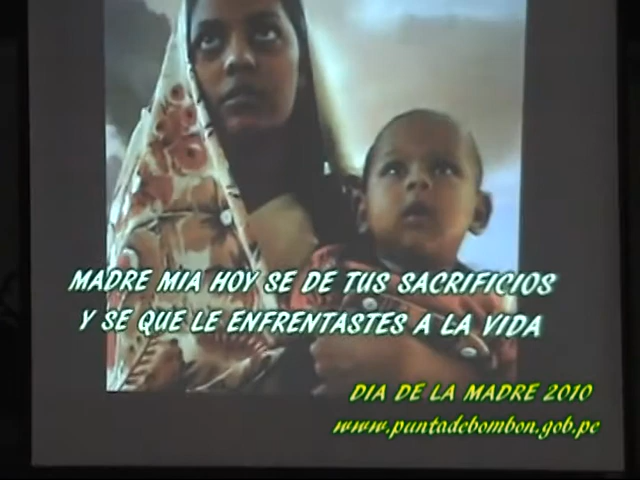 MADRE MIA HOY SE DE TUS SACRIFICIOS
Y SE QUE LE ENFRENTASTES A LA VIDA
DIA DE LA MADRE 2010
www.puntadebombon.gob.pe